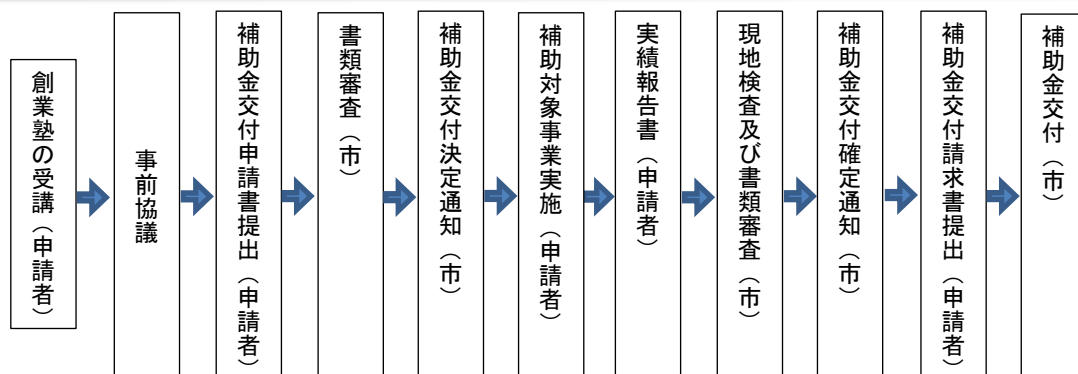 創業塾の受講（申請者）
事前協議
補助金交付申請書提出（申請者）
書類審査（市）
補助金交付決定通知（市）
補助対象事業実施（申請者）
実績報告書（申請者）
現地検査及び書類審査（市）
補助金交付確定通知（市）
補助金交付請求書提出（申請者）
補助金交付（市）